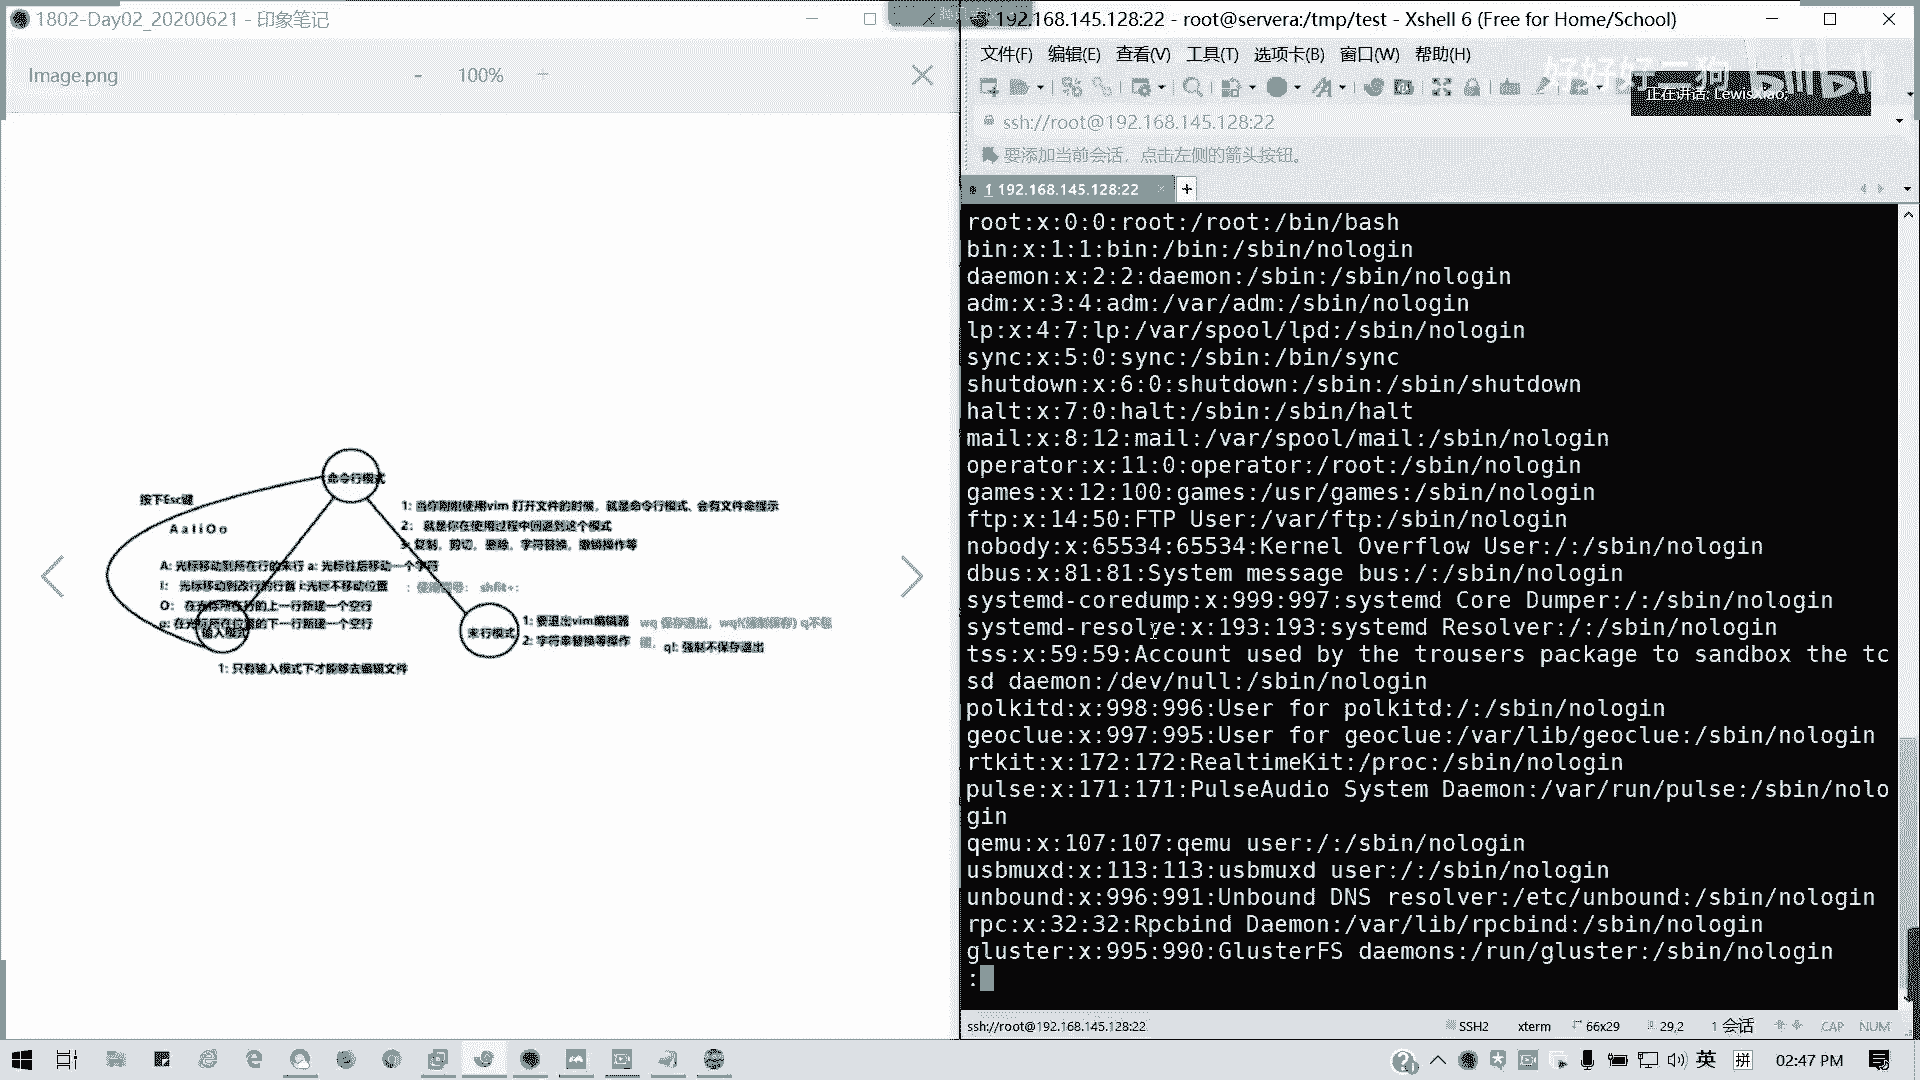 1802-Day02_20200621 - 印象笔记
Image.png
- 100% +
命令行模式
按下Esc键
A a I i O o
1: 当你刚刚使用vim 打开文件的时候，就是命令行模式、会有文件命提示
2： 就是你在使用过程中回退到这个模式
3: 复制，剪切，删除，字符替换，撤销操作等
A: 光标移动到所在行的末行 a: 光标往后移动一个字符
I： 光标移动到改行的行首 i:光标不移动位置
： 使用冒号： shfit+:
O： 在光标所在行的上一行新建一个空行
o: 在光标所在位置的下一行新建一个空行
输入模式
末行模式
1: 要退出vim编辑器
wq 保存退出，wq!(强制保存) q不包
2: 字符串替换等操作
q!: 强制不保存退出
1: 只有输入模式下才能够去编辑文件
192.168.145.128:22 - root@servera:/tmp/test - Xshell 6 (Free for Home/School)
文件(F) 编辑(E) 查看(V) 工具(T) 选项卡(B) 窗口(W) 帮助(H)
好好好二狗 bilibili
正在讲话: LewisXiao;
ssh://root@192.168.145.128:22
要添加当前会话，点击左侧的箭头按钮。
1 192.168.145.128:22 × +
root:x:0:0:root:/root:/bin/bash
bin:x:1:1:bin:/bin:/sbin/nologin
daemon:x:2:2:daemon:/sbin:/sbin/nologin
adm:x:3:4:adm:/var/adm:/sbin/nologin
lp:x:4:7:lp:/var/spool/lpd:/sbin/nologin
sync:x:5:0:sync:/sbin:/bin/sync
shutdown:x:6:0:shutdown:/sbin:/sbin/shutdown
halt:x:7:0:halt:/sbin:/sbin/halt
mail:x:8:12:mail:/var/spool/mail:/sbin/nologin
operator:x:11:0:operator:/root:/sbin/nologin
games:x:12:100:games:/usr/games:/sbin/nologin
ftp:x:14:50:FTP User:/var/ftp:/sbin/nologin
nobody:x:65534:65534:Kernel Overflow User:/:/sbin/nologin
dbus:x:81:81:System message bus:/:/sbin/nologin
systemd-coredump:x:999:997:systemd Core Dumper:/:/sbin/nologin
systemd-resolve:x:193:193:systemd Resolver:/:/sbin/nologin
tss:x:59:59:Account used by the trousers package to sandbox the tc
sd daemon:/dev/null:/sbin/nologin
polkitd:x:998:996:User for polkitd:/:/sbin/nologin
geoclue:x:997:995:User for geoclue:/var/lib/geoclue:/sbin/nologin
rtkit:x:172:172:RealtimeKit:/proc:/sbin/nologin
pulse:x:171:171:PulseAudio System Daemon:/var/run/pulse:/sbin/nolo
gin
qemu:x:107:107:qemu user:/:/sbin/nologin
usbmuxd:x:113:113:usbmuxd user:/:/sbin/nologin
unbound:x:996:991:Unbound DNS resolver:/etc/unbound:/sbin/nologin
rpc:x:32:32:Rpcbind Daemon:/var/lib/rpcbind:/sbin/nologin
gluster:x:995:990:GlusterFS daemons:/run/gluster:/sbin/nologin
:
ssh://root@192.168.145.128:22 SSH2 xterm 66x29 29,2 1 会话 CAP NUM
英 拼 02:47 PM